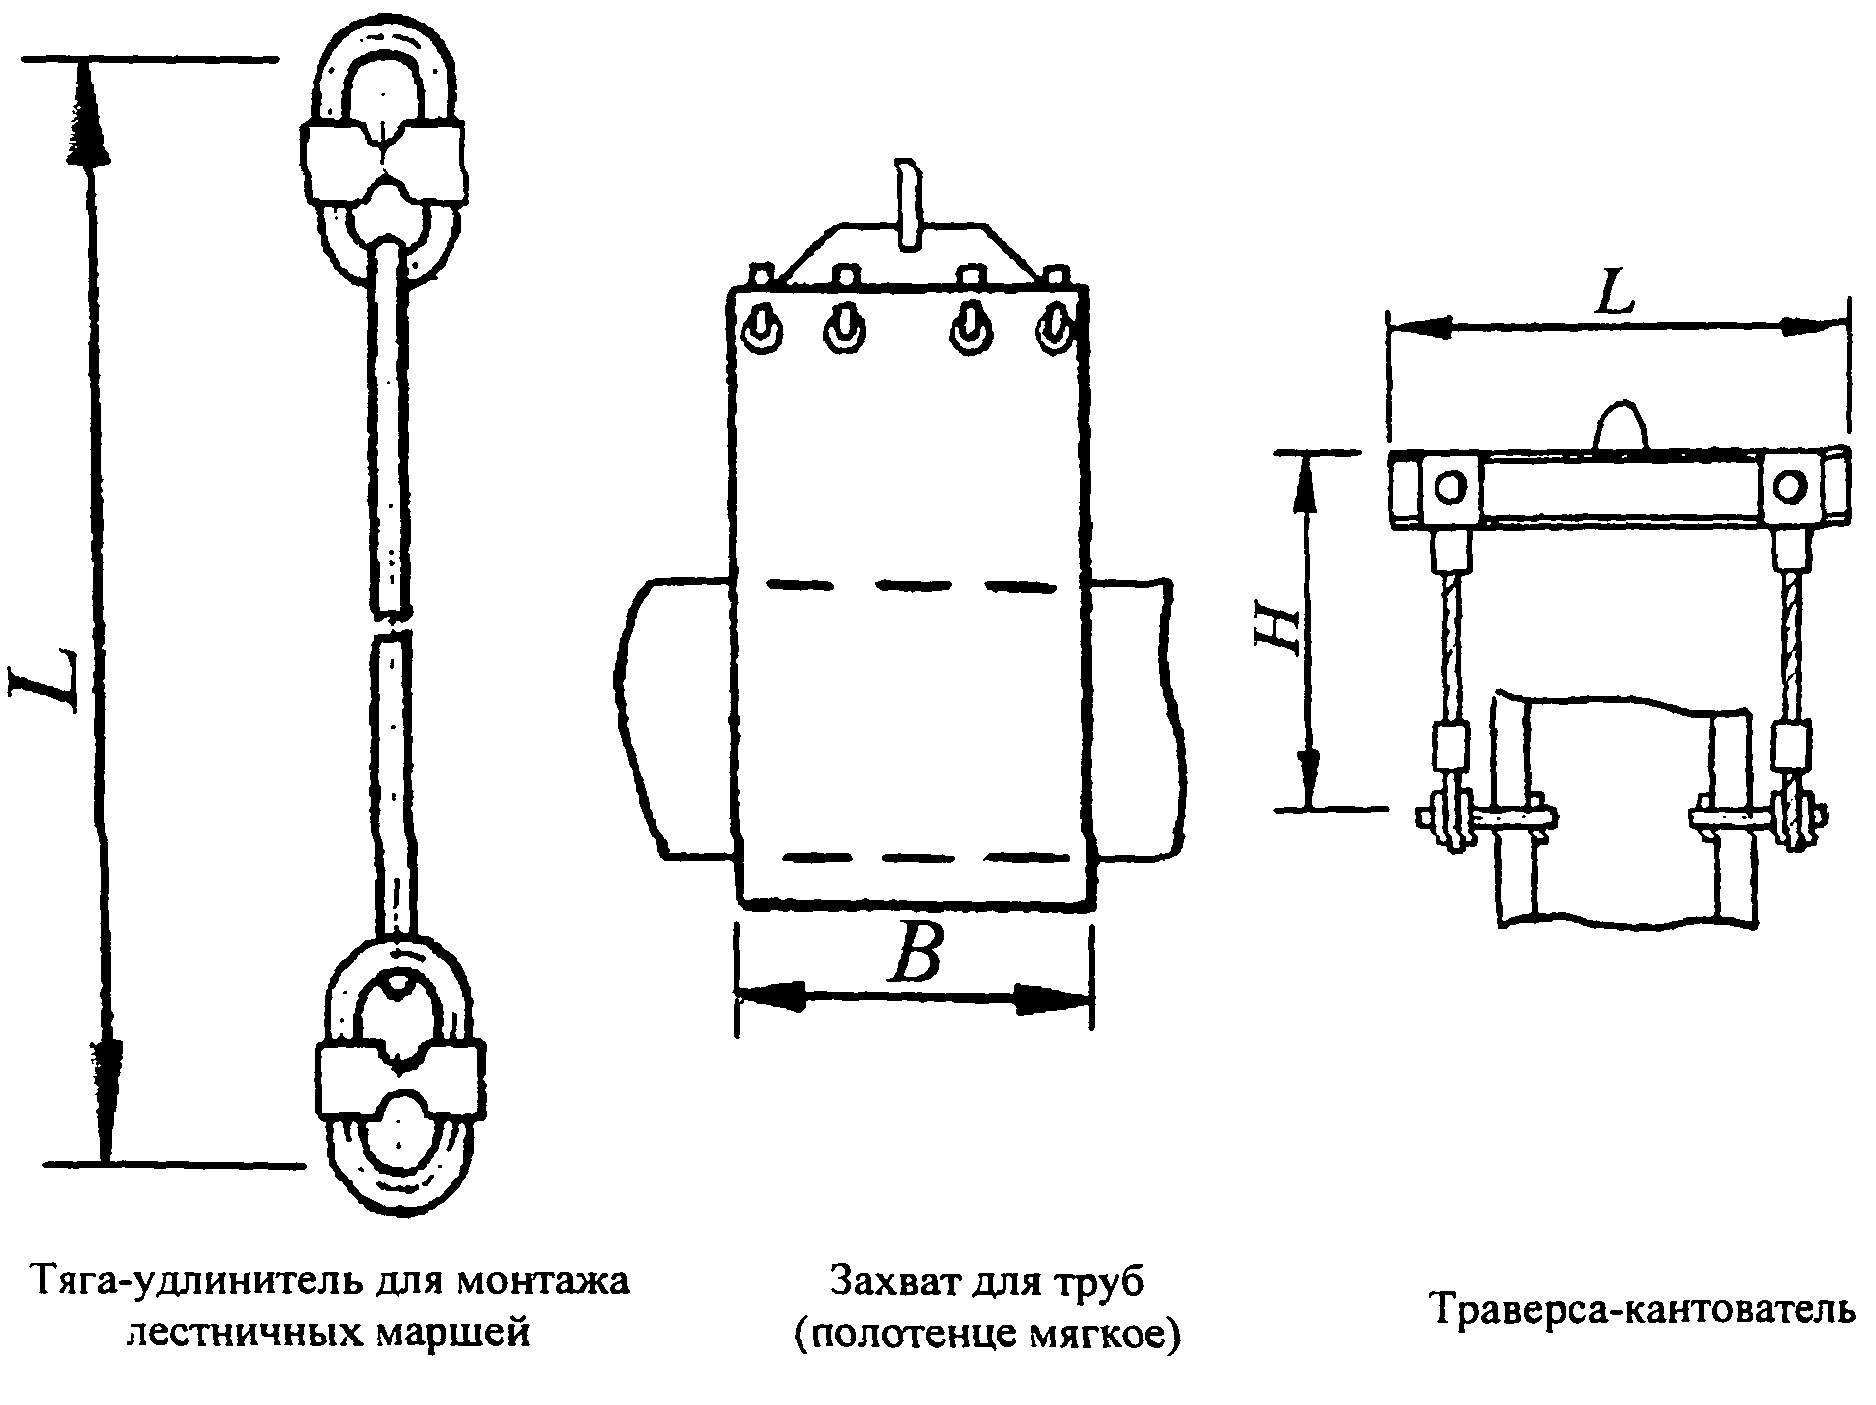 L
B
L
H
Тяга-удлинитель для монтажа
лестничных маршей
Захват для труб
(полотенце мягкое)
Траверса-кантователь